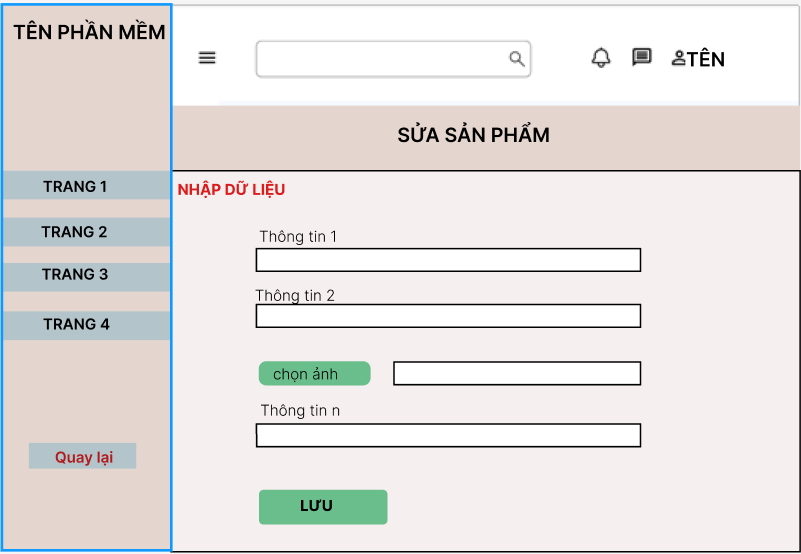 TÊN PHẦN MỀM
TÊN
SỬA SẢN PHẨM
TRANG 1
TRANG 2
TRANG 3
TRANG 4
Quay lại
NHẬP DỮ LIỆU
Thông tin 1
Thông tin 2
chọn ảnh
Thông tin n
LƯU